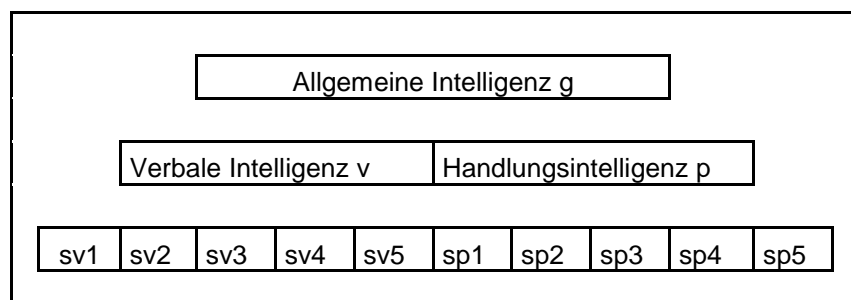 Allgemeine Intelligenz g
Verbale Intelligenz v Handlungsintelligenz p
sv1 sv2 sv3 sv4 sv5 sp1 sp2 sp3 sp4 sp5